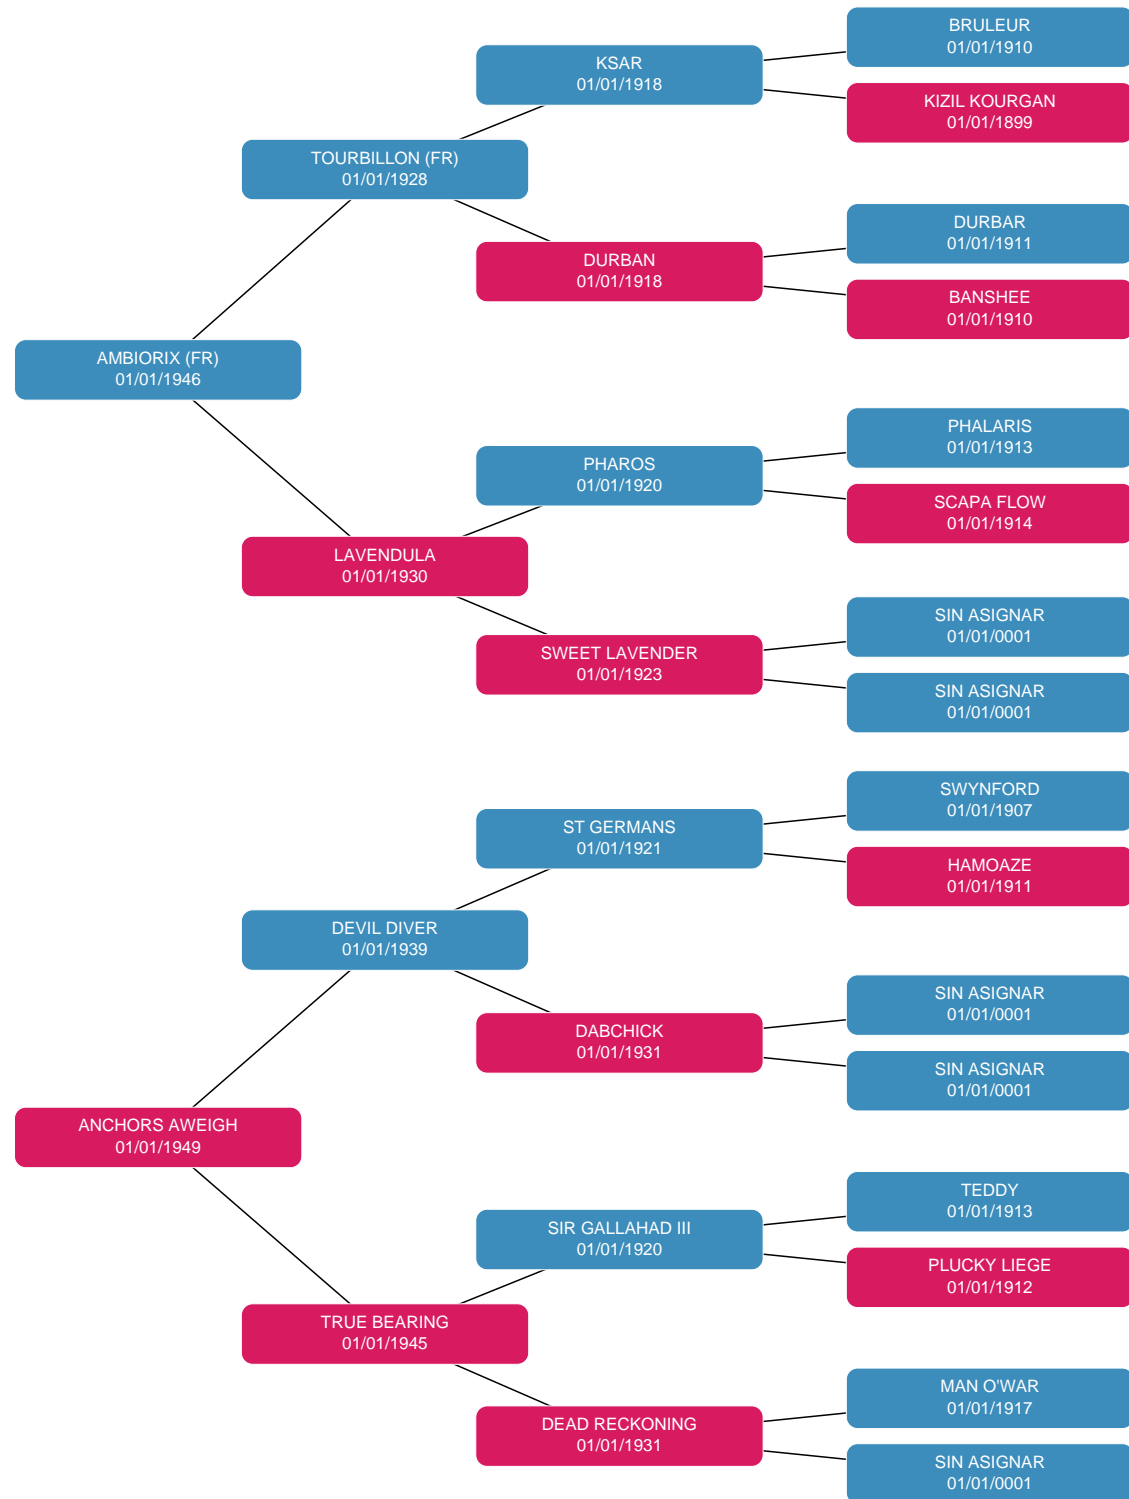 BRULEUR
01/01/1910
KSAR
01/01/1918
KIZIL KOURGAN
01/01/1899
TOURBILLON (FR)
01/01/1928
DURBAR
01/01/1911
DURBAN
01/01/1918
BANSHEE
01/01/1910
AMBIORIX (FR)
01/01/1946
PHALARIS
01/01/1913
PHAROS
01/01/1920
SCAPA FLOW
01/01/1914
LAVENDULA
01/01/1930
SIN ASIGNAR
01/01/0001
SWEET LAVENDER
01/01/1923
SIN ASIGNAR
01/01/0001
SWYNFORD
01/01/1907
ST GERMANS
01/01/1921
HAMOAZE
01/01/1911
DEVIL DIVER
01/01/1939
SIN ASIGNAR
01/01/0001
DABCHICK
01/01/1931
SIN ASIGNAR
01/01/0001
ANCHORS AWEIGH
01/01/1949
TEDDY
01/01/1913
SIR GALLAHAD III
01/01/1920
PLUCKY LIEGE
01/01/1912
TRUE BEARING
01/01/1945
MAN O'WAR
01/01/1917
DEAD RECKONING
01/01/1931
SIN ASIGNAR
01/01/0001